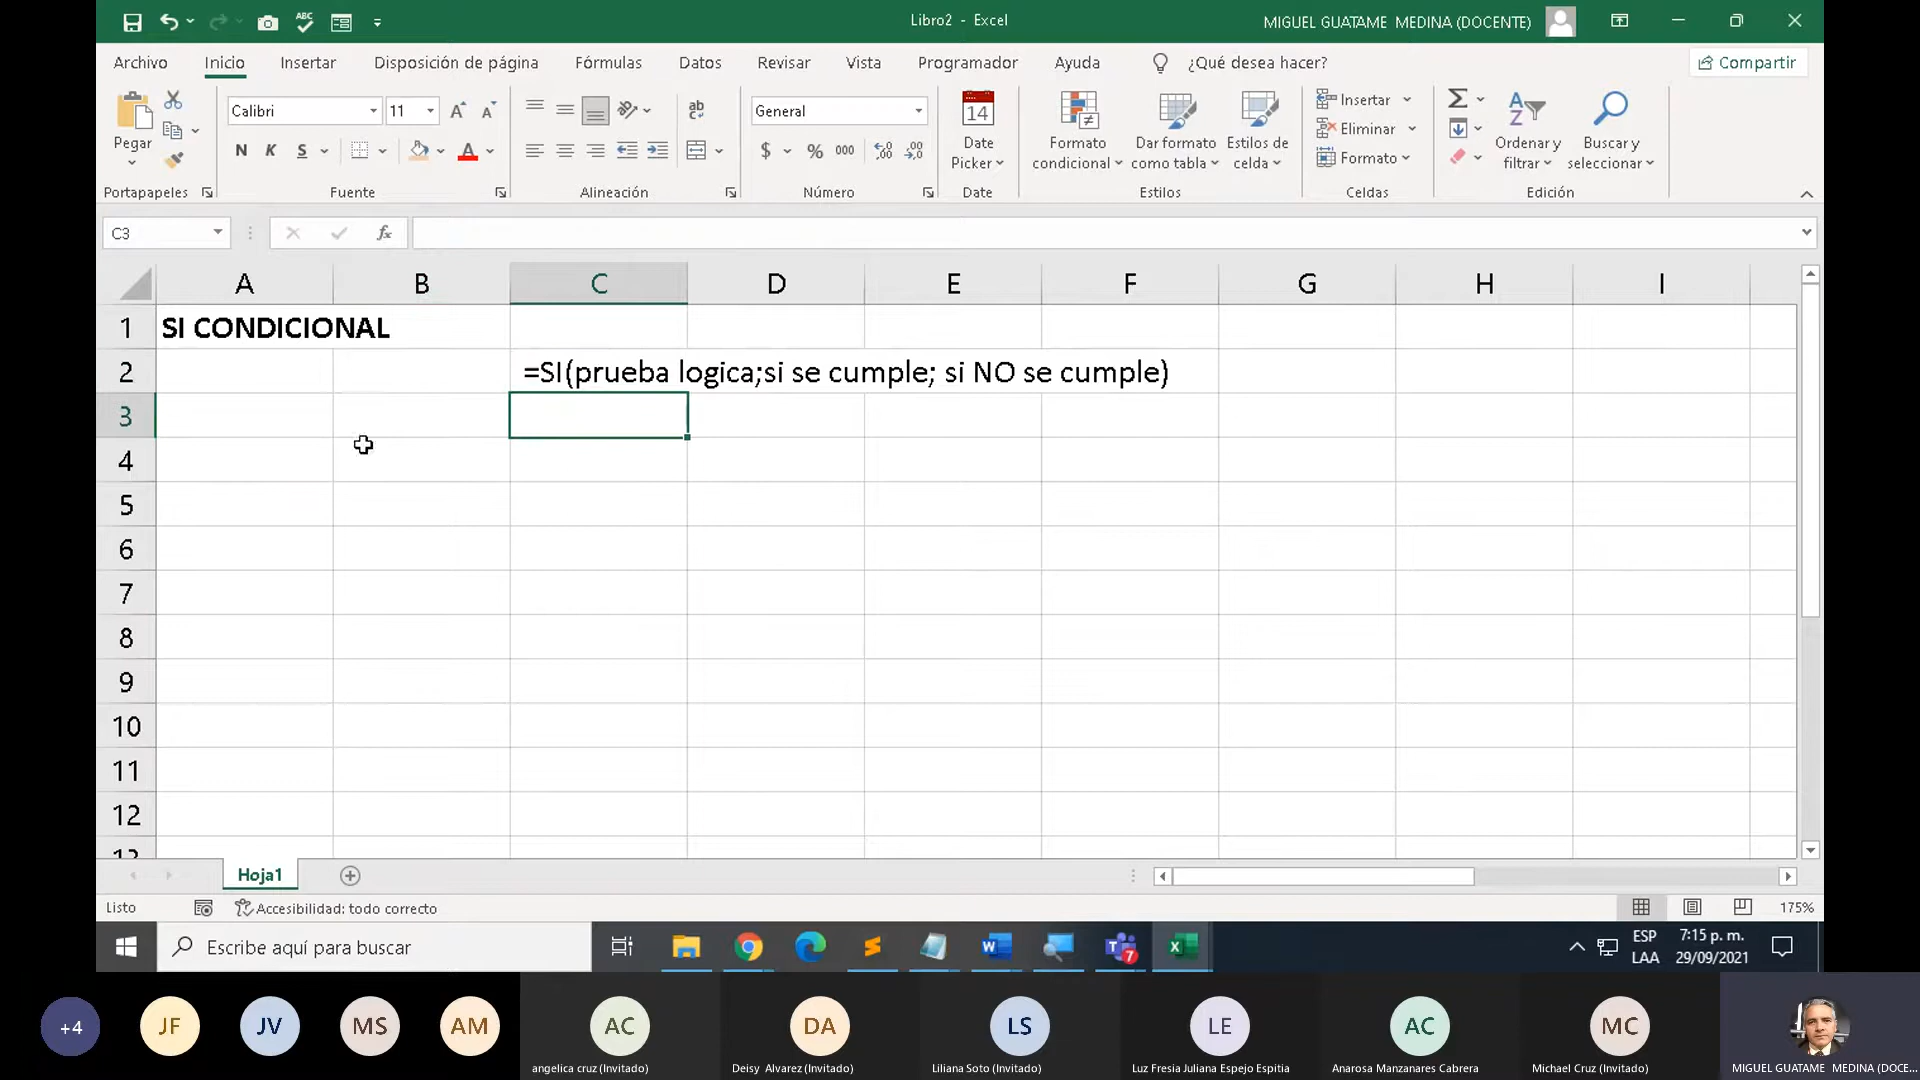 Libro2 - Excel
MIGUEL GUATAME MEDINA (DOCENTE)
Archivo
Inicio
Insertar
Disposición de página
Fórmulas
Datos
Revisar
Vista
Programador
Ayuda
¿Qué desea hacer?
Compartir
Pegar
Portapapeles
Calibri
11
N K S
Fuente
Alineación
General
$ % 000
Número
14
Date
Picker
Date
Formato
condicional
Dar formato
como tabla
Estilos de
celda
Estilos
Insertar
Eliminar
Formato
Celdas
Ordenar y
filtrar
Buscar y
seleccionar
Edición
C3
fx
A B C D E F G H I
1 SI CONDICIONAL
2 =SI(prueba logica;si se cumple; si NO se cumple)
3
4
5
6
7
8
9
10
11
12
13
Hoja1
Listo
Accesibilidad: todo correcto
175%
Escribe aquí para buscar
7
ESP
LAA
7:15 p. m.
29/09/2021
+4
JF
JV
MS
AM
AC
angelica cruz (Invitado)
DA
Deisy Alvarez (Invitado)
LS
Liliana Soto (Invitado)
LE
Luz Fresia Juliana Espejo Espitia
AC
Anarosa Manzanares Cabrera
MC
Michael Cruz (Invitado)
MIGUEL GUATAME MEDINA (DOCE...